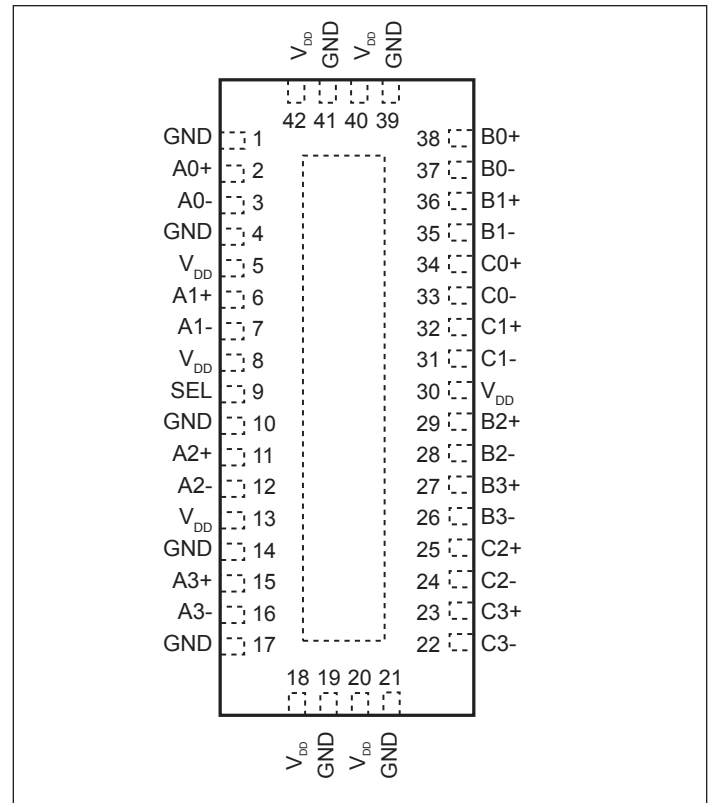 VDD GND VDD GND
42 41 40 39
GND 1 38 B0+
A0+ 2 37 B0-
A0- 3 36 B1+
GND 4 35 B1-
VDD 5 34 C0+
A1+ 6 33 C0-
A1- 7 32 C1+
VDD 8 31 C1-
SEL 9 30 VDD
GND 10 29 B2+
A2+ 11 28 B2-
A2- 12 27 B3+
VDD 13 26 B3-
GND 14 25 C2+
A3+ 15 24 C2-
A3- 16 23 C3+
GND 17 22 C3-
18 19 20 21
VDD GND VDD GND